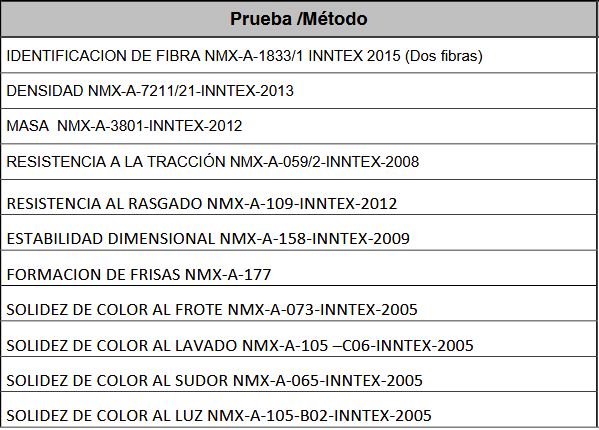 Prueba /Método
IDENTIFICACION DE FIBRA NMX-A-1833/1 INNTEX 2015 (Dos fibras)
DENSIDAD NMX-A-7211/21-INNTEX-2013
MASA  NMX-A-3801-INNTEX-2012
RESISTENCIA A LA TRACCIÓN NMX-A-059/2-INNTEX-2008
RESISTENCIA AL RASGADO NMX-A-109-INNTEX-2012
ESTABILIDAD DIMENSIONAL NMX-A-158-INNTEX-2009
FORMACION DE FRISAS NMX-A-177
SOLIDEZ DE COLOR AL FROTE NMX-A-073-INNTEX-2005
SOLIDEZ DE COLOR AL LAVADO NMX-A-105 –C06-INNTEX-2005
SOLIDEZ DE COLOR AL SUDOR NMX-A-065-INNTEX-2005
SOLIDEZ DE COLOR AL LUZ NMX-A-105-B02-INNTEX-2005